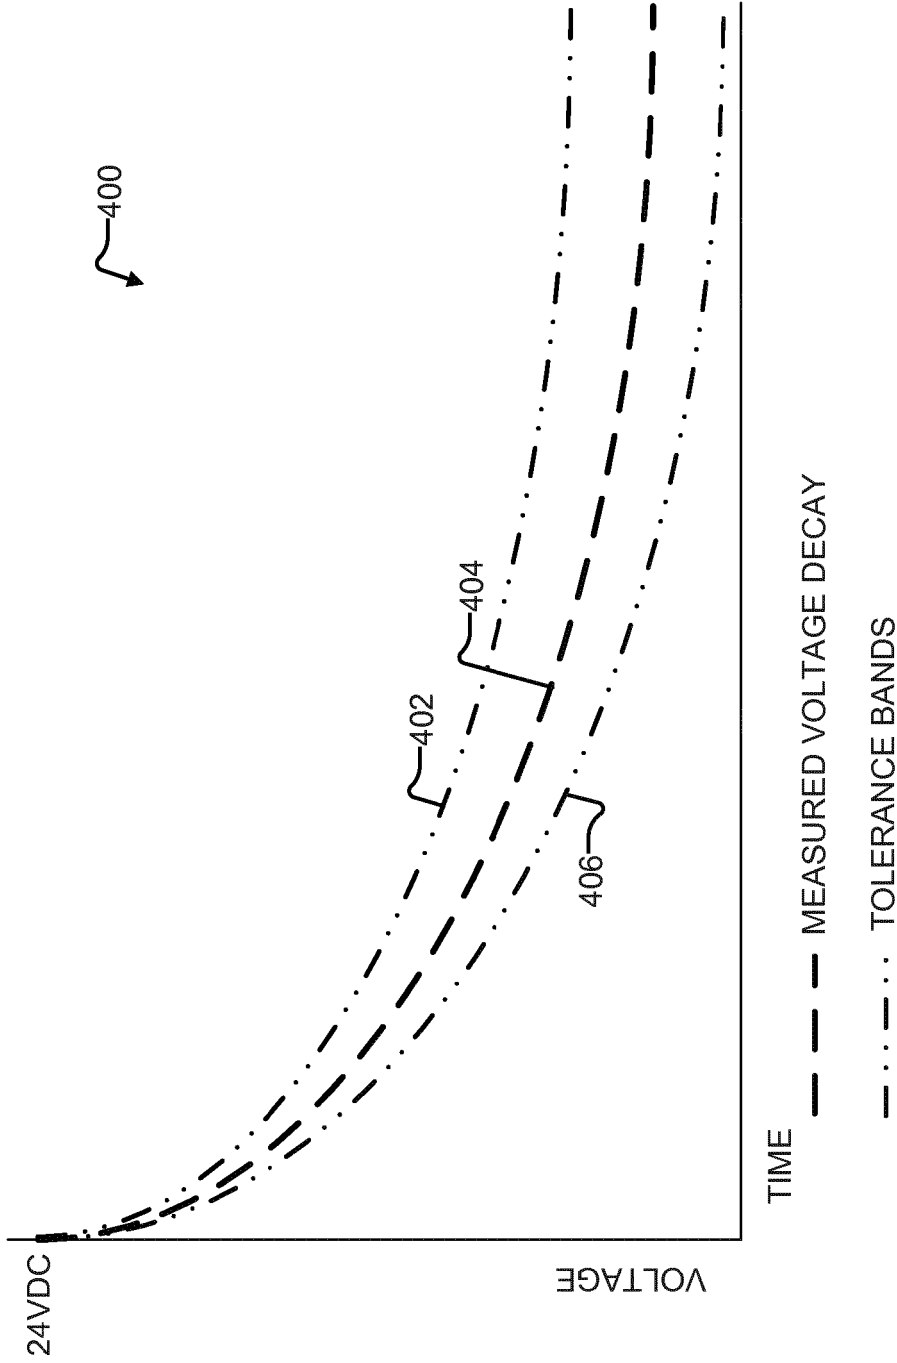 400
24VDC
402
404
406
VOLTAGE
TIME
MEASURED VOLTAGE DECAY
TOLERANCE BANDS